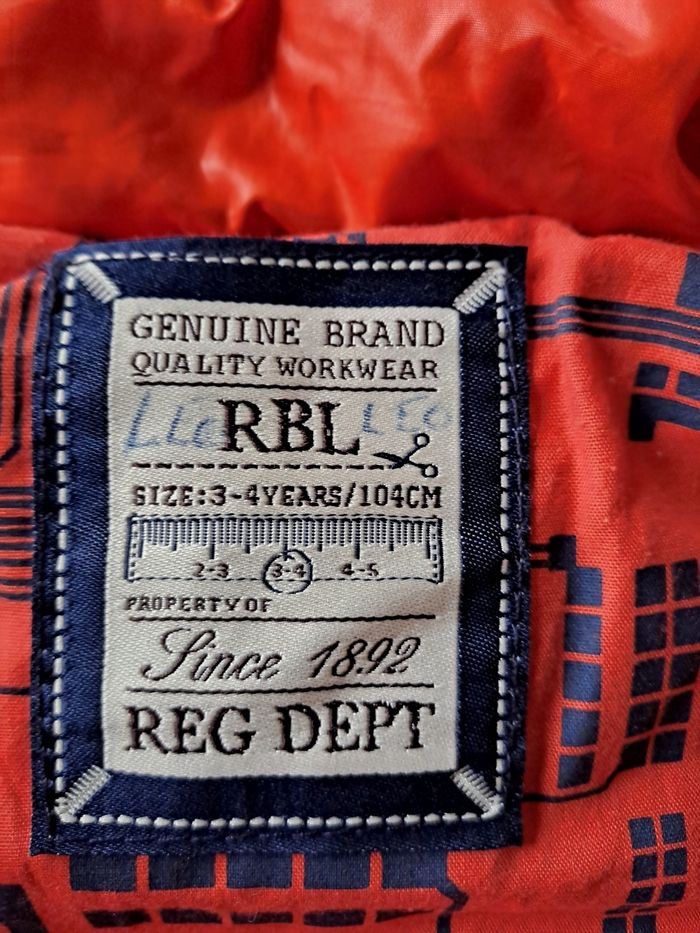 GENUINE BRAND
QUALITY WORKWEAR
RBL LEO
SIZE:3-4YEARS/104CM
2-3 3-4 4-5
PROPERTY OF
Since 1892
REG DEPT